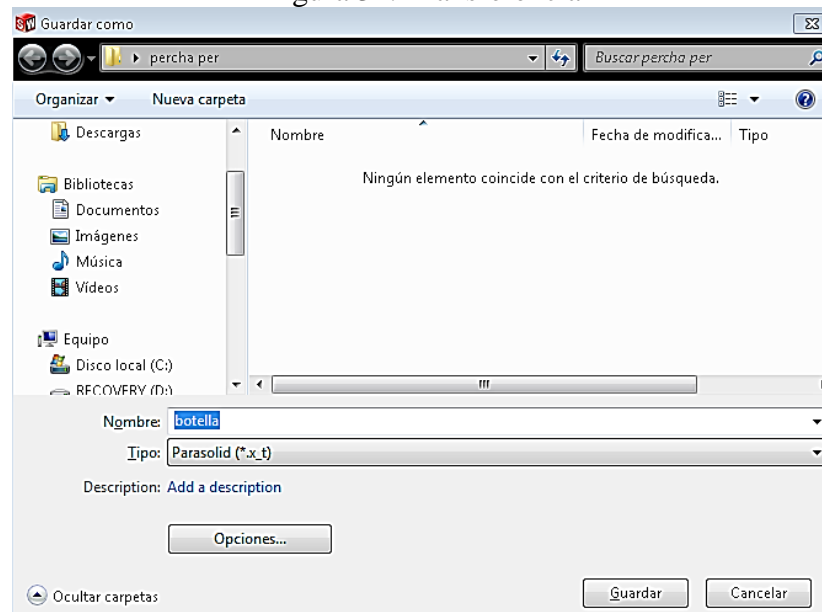 Guardar como
percha per
Buscar percha per
Organizar Nueva carpeta
Descargas
Bibliotecas
Documentos
Imágenes
Música
Vídeos
Equipo
Disco local (C:)
RECOVERY (D:)
Nombre Fecha de modifica... Tipo
Ningún elemento coincide con el criterio de búsqueda.
Nombre: botella
Tipo: Parasolid (*.x_t)
Description: Add a description
Opciones...
Ocultar carpetas
Guardar Cancelar